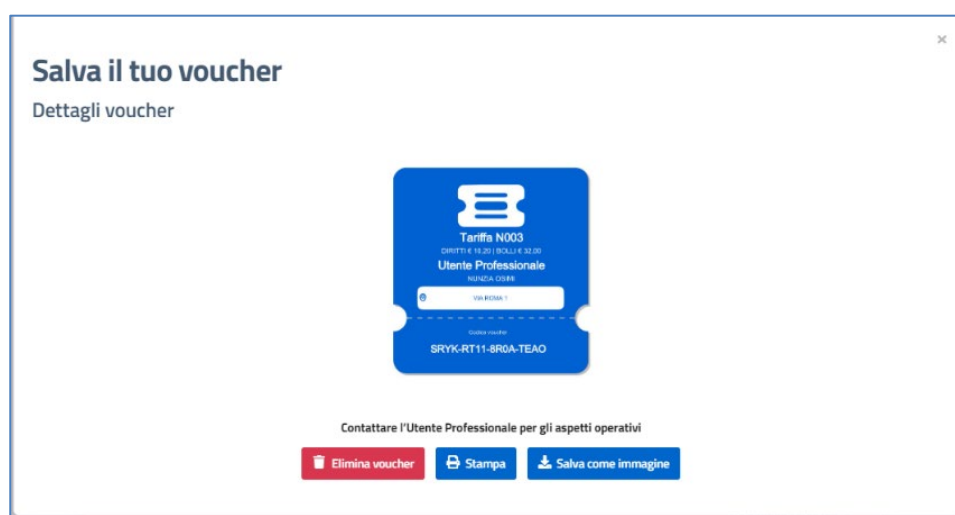 ×
Salva il tuo voucher
Dettagli voucher
Tariffa N003
DIRITTI € 19,20 | BOLLI € 32,00
Utente Professionale
NUNZIA OSIMI
VIA ROMA 1
Codice voucher
SRYK-RT11-8R0A-TEAO
Contattare l'Utente Professionale per gli aspetti operativi
Elimina voucher Stampa Salva come immagine